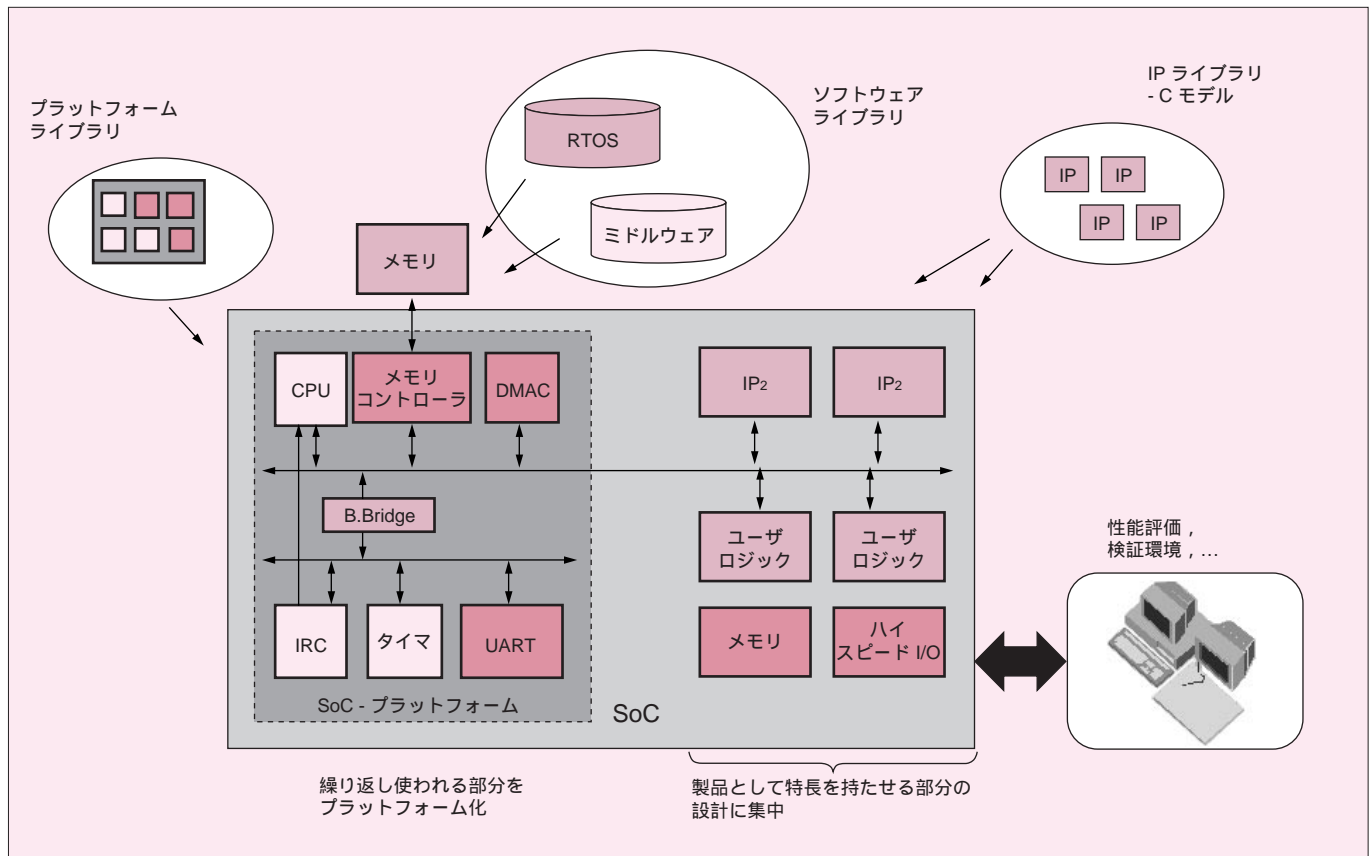 プラットフォーム
ライブラリ
RTOS
ミドルウェア
ソフトウェア
ライブラリ
IP ライブラリ
- C モデル
IP
IP
IP
IP
メモリ
CPU
メモリ
コントローラ
DMAC
IP2
IP2
B.Bridge
ユーザ
ロジック
ユーザ
ロジック
IRC
タイマ
UART
メモリ
ハイ
スピード I/O
SoC - プラットフォーム
SoC
性能評価，
検証環境，…
繰り返し使われる部分を
プラットフォーム化
製品として特長を持たせる部分の
設計に集中